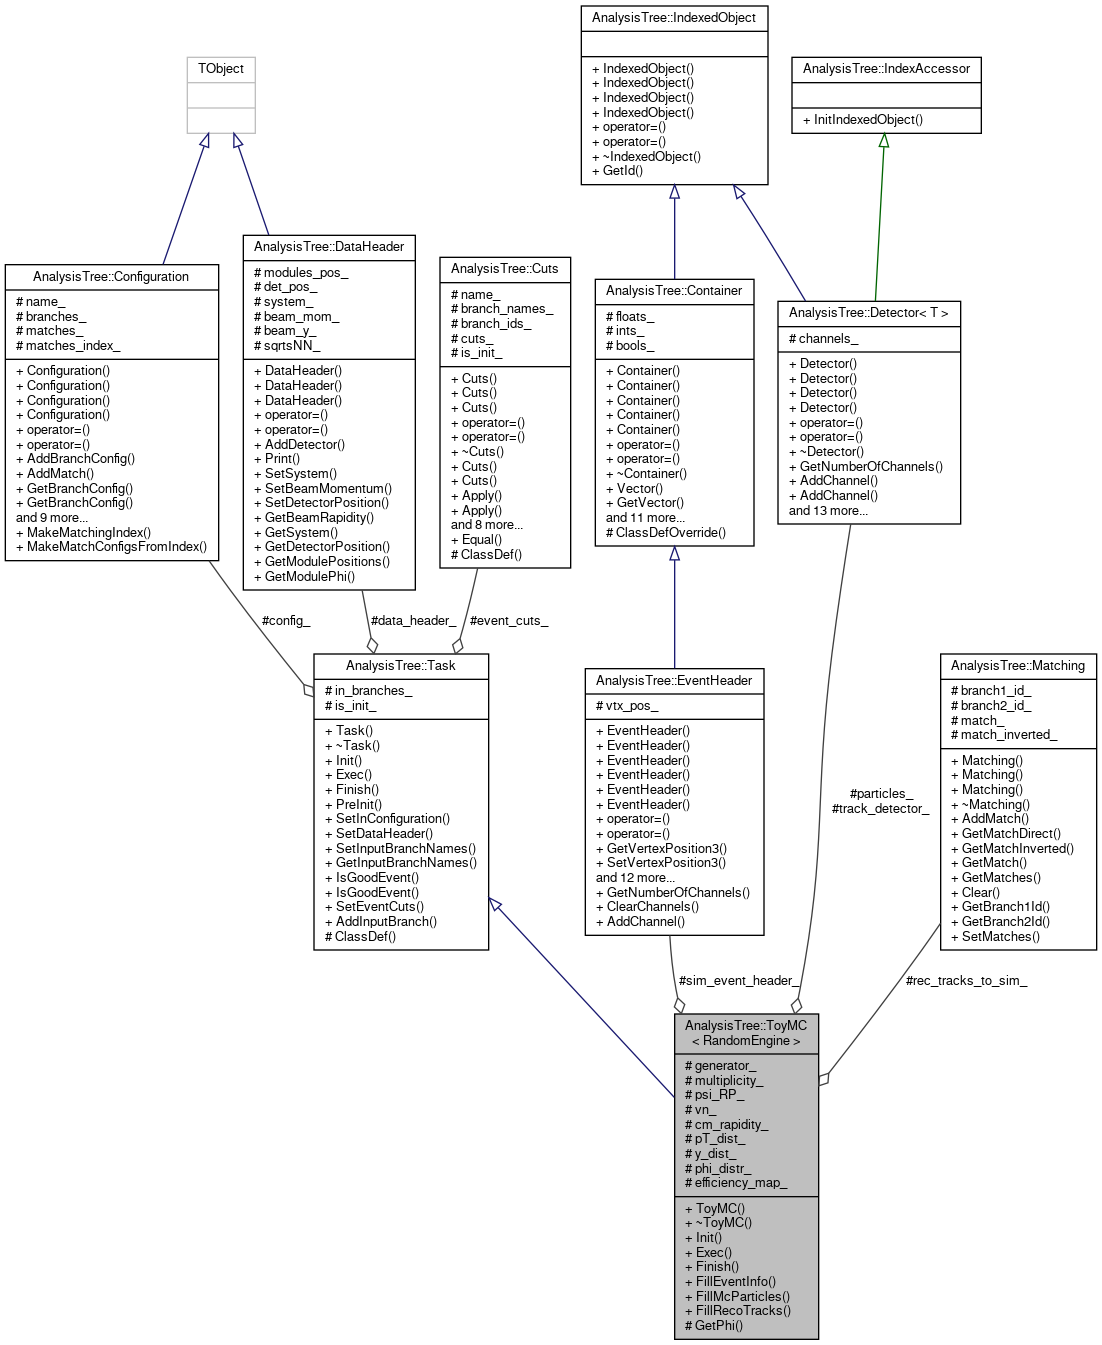 AnalysisTree::IndexedObject
+ IndexedObject()
+ IndexedObject()
+ IndexedObject()
+ IndexedObject()
+ operator=()
+ operator=()
+ ~IndexedObject()
+ GetId()
TObject
AnalysisTree::IndexAccessor
+ InitIndexedObject()
AnalysisTree::Configuration
# name_
# branches_
# matches_
# matches_index_
+ Configuration()
+ Configuration()
+ Configuration()
+ Configuration()
+ operator=()
+ operator=()
+ AddBranchConfig()
+ AddMatch()
+ GetBranchConfig()
+ GetBranchConfig()
and 9 more...
+ MakeMatchingIndex()
+ MakeMatchConfigsFromIndex()
AnalysisTree::DataHeader
# modules_pos_
# det_pos_
# system_
# beam_mom_
# beam_y_
# sqrtsNN_
+ DataHeader()
+ DataHeader()
+ DataHeader()
+ operator=()
+ operator=()
+ AddDetector()
+ Print()
+ SetSystem()
+ SetBeamMomentum()
+ SetDetectorPosition()
+ GetBeamRapidity()
+ GetSystem()
+ GetDetectorPosition()
+ GetModulePositions()
+ GetModulePhi()
AnalysisTree::Cuts
# name_
# branch_names_
# branch_ids_
# cuts_
# is_init_
+ Cuts()
+ Cuts()
+ Cuts()
+ operator=()
+ operator=()
+ ~Cuts()
+ Cuts()
+ Cuts()
+ Apply()
+ Apply()
and 8 more...
+ Equal()
# ClassDef()
AnalysisTree::Container
# floats_
# ints_
# bools_
+ Container()
+ Container()
+ Container()
+ Container()
+ Container()
+ operator=()
+ operator=()
+ ~Container()
+ Vector()
+ GetVector()
and 11 more...
# ClassDefOverride()
AnalysisTree::Detector< T >
# channels_
+ Detector()
+ Detector()
+ Detector()
+ Detector()
+ operator=()
+ operator=()
+ ~Detector()
+ GetNumberOfChannels()
+ AddChannel()
+ AddChannel()
and 13 more...
#config_
#data_header_
#event_cuts_
AnalysisTree::Task
# in_branches_
# is_init_
+ Task()
+ ~Task()
+ Init()
+ Exec()
+ Finish()
+ PreInit()
+ SetInConfiguration()
+ SetDataHeader()
+ SetInputBranchNames()
+ GetInputBranchNames()
+ IsGoodEvent()
+ IsGoodEvent()
+ SetEventCuts()
+ AddInputBranch()
# ClassDef()
AnalysisTree::EventHeader
# vtx_pos_
+ EventHeader()
+ EventHeader()
+ EventHeader()
+ EventHeader()
+ EventHeader()
+ EventHeader()
+ operator=()
+ operator=()
+ GetVertexPosition3()
+ SetVertexPosition3()
and 12 more...
+ GetNumberOfChannels()
+ ClearChannels()
+ AddChannel()
#particles_
#track_detector_
AnalysisTree::Matching
# branch1_id_
# branch2_id_
# match_
# match_inverted_
+ Matching()
+ Matching()
+ Matching()
+ ~Matching()
+ AddMatch()
+ GetMatchDirect()
+ GetMatchInverted()
+ GetMatch()
+ GetMatches()
+ Clear()
+ GetBranch1Id()
+ GetBranch2Id()
+ SetMatches()
#sim_event_header_
#rec_tracks_to_sim_
AnalysisTree::ToyMC
< RandomEngine >
# generator_
# multiplicity_
# psi_RP_
# vn_
# cm_rapidity_
# pT_dist_
# y_dist_
# phi_distr_
# efficiency_map_
+ ToyMC()
+ ~ToyMC()
+ Init()
+ Exec()
+ Finish()
+ FillEventInfo()
+ FillMcParticles()
+ FillRecoTracks()
# GetPhi()